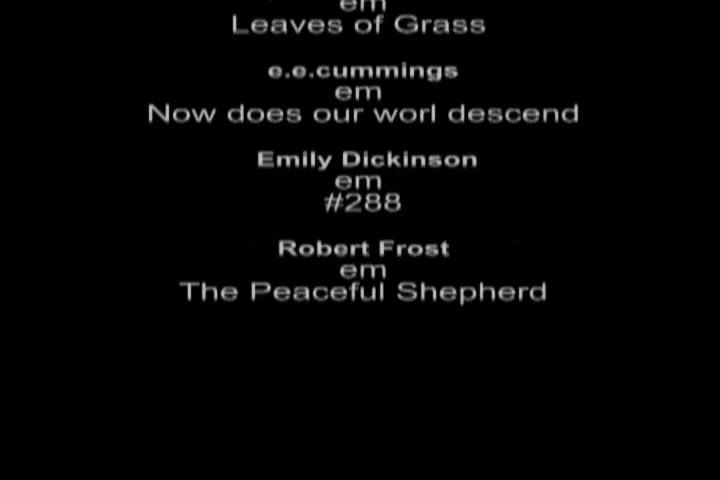 em
Leaves of Grass
e.e.cummings
em
Now does our worl descend
Emily Dickinson
em
#288
Robert Frost
em
The Peaceful Shepherd